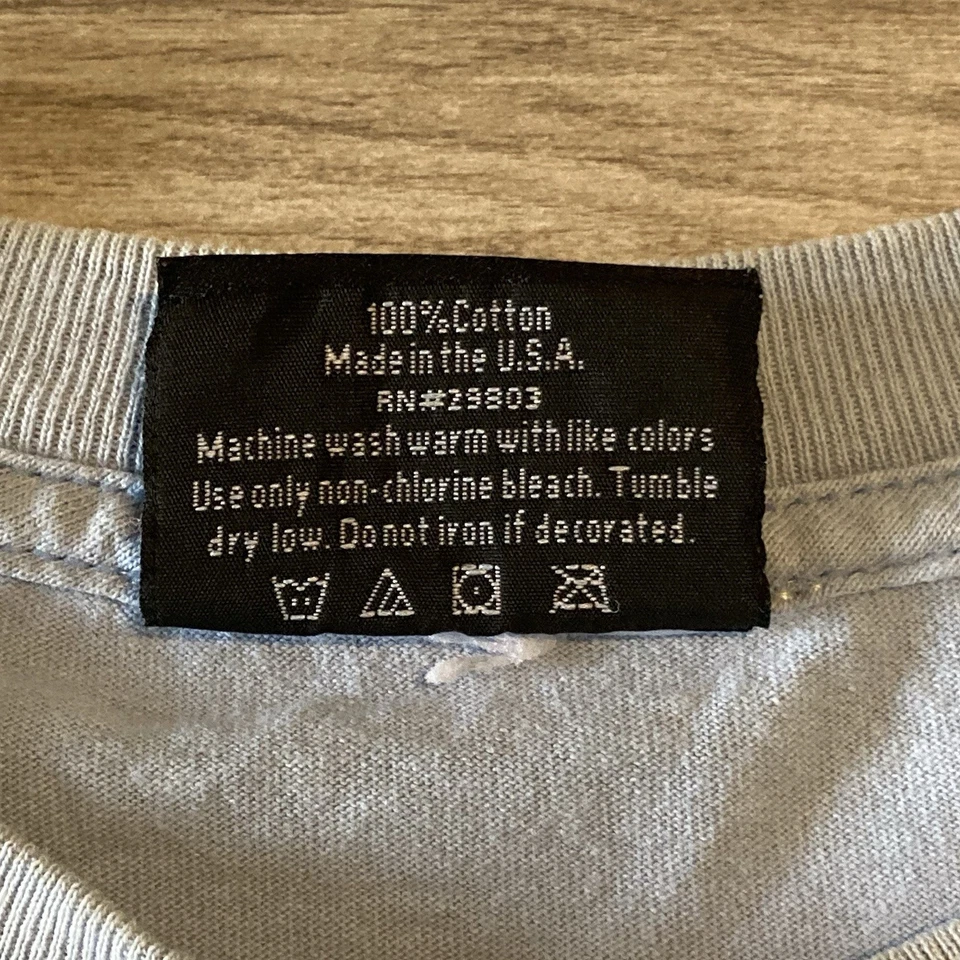 100% Cotton
Made in the U.S.A.
RN#29803
Machine wash warm with like colors
Use only non-chlorine bleach. Tumble
dry low. Do not iron if decorated.